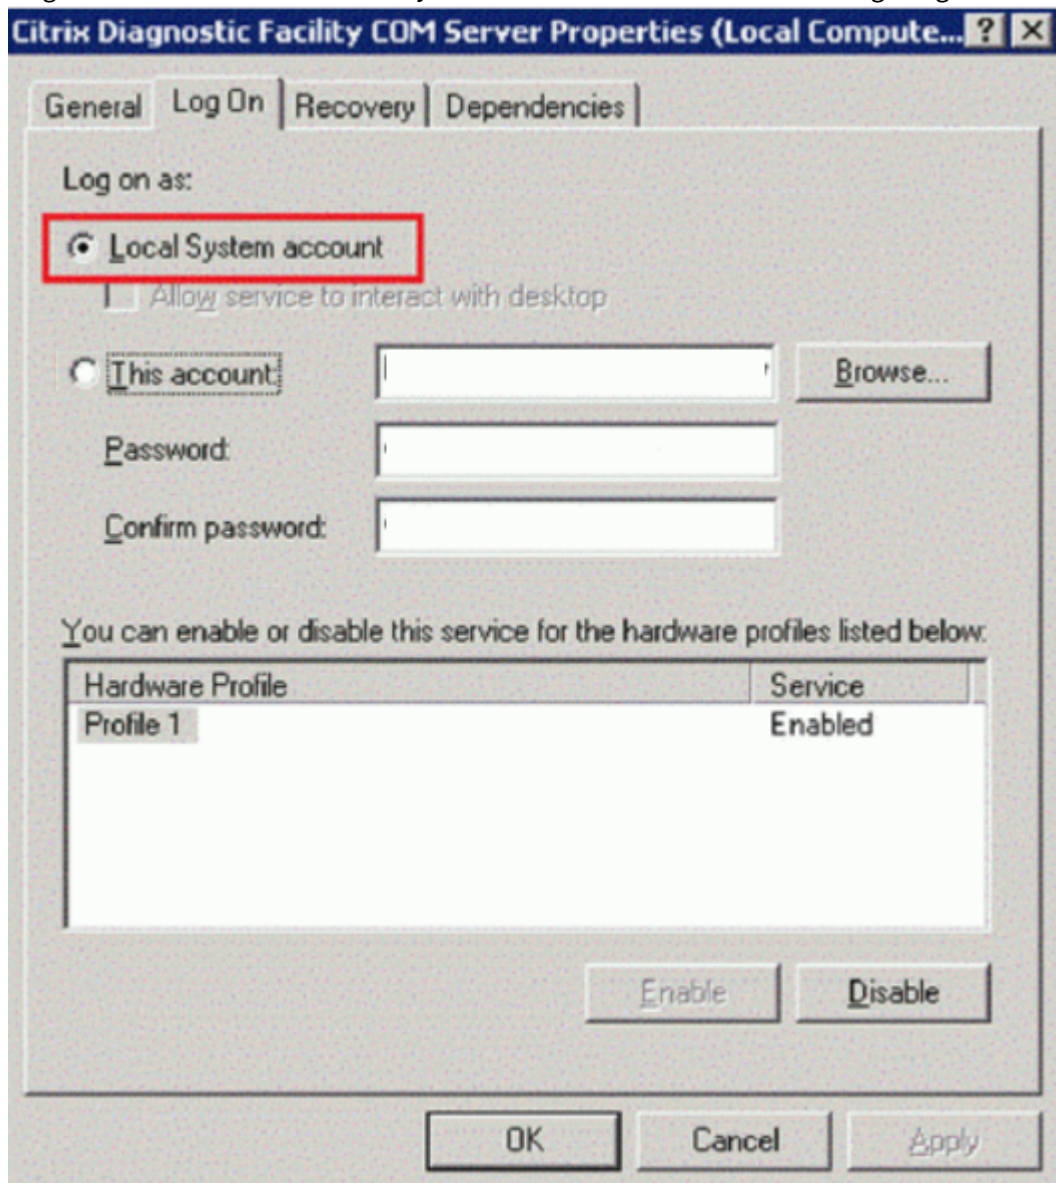 Citrix Diagnostic Facility COM Server Properties (Local Compute... ? X
General Log On Recovery Dependencies
Log on as:
Local System account
Allow service to interact with desktop
This account:
Browse...
Password:
Confirm password:
You can enable or disable this service for the hardware profiles listed below:
Hardware Profile Service
Profile 1 Enabled
Enable Disable
OK Cancel Apply